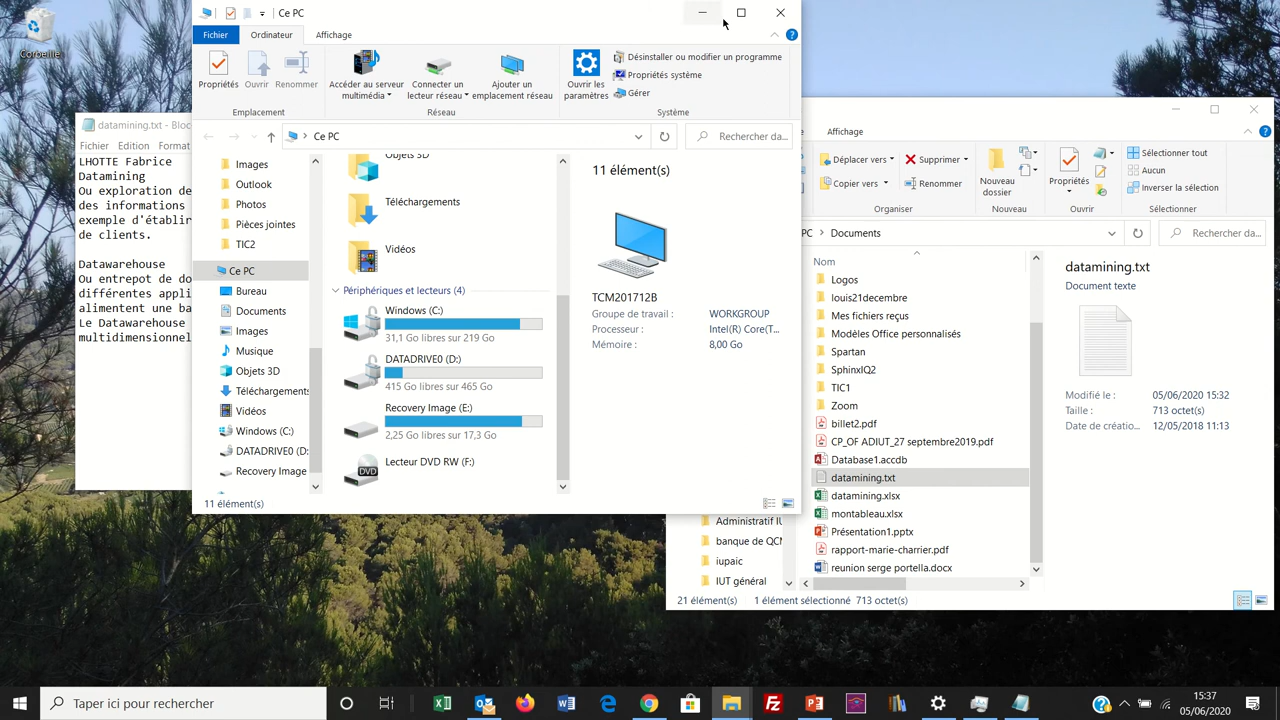 Corbeille
Ce PC
Fichier
Ordinateur
Affichage
Propriétés
Ouvrir
Renommer
Accéder au serveur
multimédia
Connecter un
lecteur réseau
Ajouter un
emplacement réseau
Ouvrir les
paramètres
Désinstaller ou modifier un programme
Propriétés système
Gérer
Emplacement
Réseau
Système
Ce PC
Rechercher da...
Images
Outlook
Photos
Pièces jointes
TIC2
Ce PC
Bureau
Documents
Images
Musique
Objets 3D
Téléchargements
Vidéos
Windows (C:)
DATADRIVE0 (D:
Recovery Image
Objets 3D
Téléchargements
Vidéos
Périphériques et lecteurs (4)
Windows (C:)
31,1 Go libres sur 219 Go
DATADRIVE0 (D:)
415 Go libres sur 465 Go
Recovery Image (E:)
2,25 Go libres sur 17,3 Go
DVD
Lecteur DVD RW (F:)
11 élément(s)
TCM201712B
Groupe de travail : WORKGROUP
Processeur : Intel(R) Core(T...
Mémoire : 8,00 Go
11 élément(s)
datamining.txt - Bloc
Fichier Edition Format
LHOTTE Fabrice
Datamining
Ou exploration de
des informations
exemple d'établir
de clients.
Datawarehouse
Ou entrepot de do
différentes appli
alimentent une ba
Le Datawarehouse
multidimensionnel
Affichage
Déplacer vers
Copier vers
Supprimer
Renommer
Nouveau
dossier
Propriétés
Sélectionner tout
Aucun
Inverser la sélection
Organiser
Nouveau
Ouvrir
Sélectionner
PC
Documents
Rechercher da...
Administratif IU
banque de QCM
iupaic
IUT général
Nom
Logos
louis21decembre
Mes fichiers reçus
Modèles Office personnalisés
Spartan
SphinxIQ2
TIC1
Zoom
billet2.pdf
CP_OF ADIUT_27 septembre2019.pdf
Database1.accdb
datamining.txt
datamining.xlsx
montableau.xlsx
Présentation1.pptx
rapport-marie-charrier.pdf
reunion serge portella.docx
datamining.txt
Document texte
Modifié le : 05/06/2020 15:32
Taille : 713 octet(s)
Date de créatio... 12/05/2018 11:13
21 élément(s) 1 élément sélectionné 713 octet(s)
Taper ici pour rechercher
15:37
05/06/2020